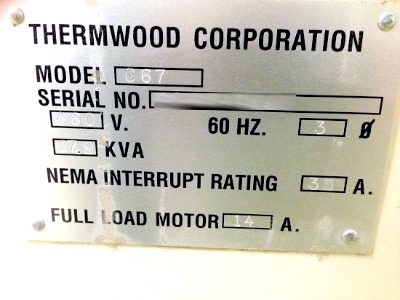 THERMWOOD CORPORATION
MODEL C67
SERIAL NO.
460 V. 60 HZ. 3 Ø
KVA
NEMA INTERRUPT RATING A.
FULL LOAD MOTOR 14 A.